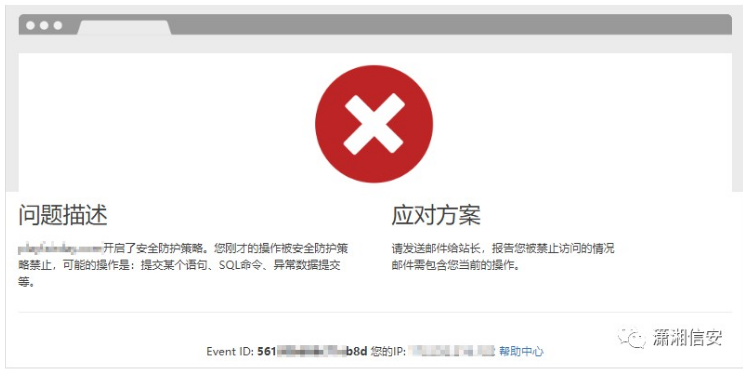 问题描述
开启了安全防护策略。您刚才的操作被安全防护策
略禁止，可能的操作是：提交某个语句、SQL命令、异常数据提交
等。
应对方案
请发送邮件给站长，报告您被禁止访问的情况
邮件需包含您当前的操作。
Event ID: 561 b8d 您的IP: 帮助中心
潇湘信安